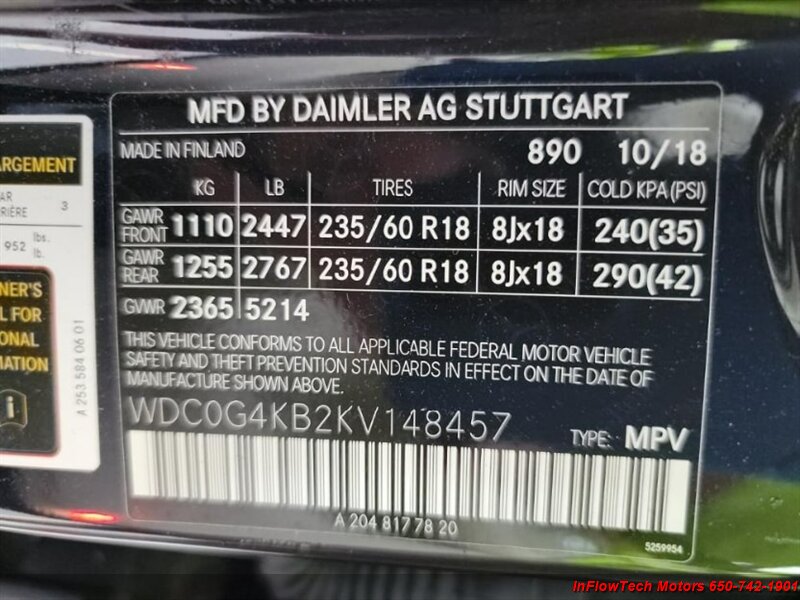 MFD BY DAIMLER AG STUTTGART
MADE IN FINLAND 890 10/18
KG LB TIRES RIM SIZE COLD KPA(PSI)
GAWR FRONT 1110 2447 235/60 R18 8Jx18 240(35)
GAWR REAR 1255 2767 235/60 R18 8Jx18 290(42)
GVWR 2365 5214
THIS VEHICLE CONFORMS TO ALL APPLICABLE FEDERAL MOTOR VEHICLE
SAFETY AND THEFT PREVENTION STANDARDS IN EFFECT ON THE DATE OF
MANUFACTURE SHOWN ABOVE.
WDC0G4KB2KV148457 TYPE: MPV
A 204 817 78 20
5259954
ARGEMENT
AR
RIÈRE 3
952 lbs.
lb.
NER'S
L FOR
IONAL
MATION
A 253 584 06 01
InFlowTech Motors 650-742-1901